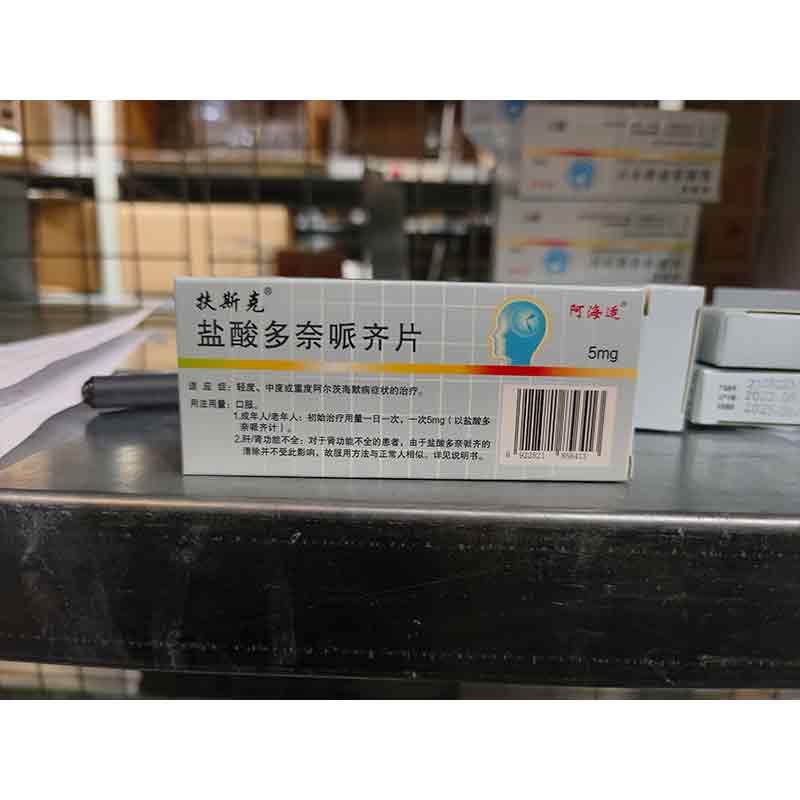 扶斯克®
盐酸多奈哌齐片
阿海适®
5mg
适应症：轻度、中度或重度阿尔茨海默病症状的治疗。
用法用量：口服。
1.成年人/老年人：初始治疗用量一日一次，一次5mg（以盐酸多
奈哌齐计）。
2.肝/肾功能不全：对于肾功能不全的患者，由于盐酸多奈哌齐的
清除并不受此影响，故服用方法与正常人相似。详见说明书。